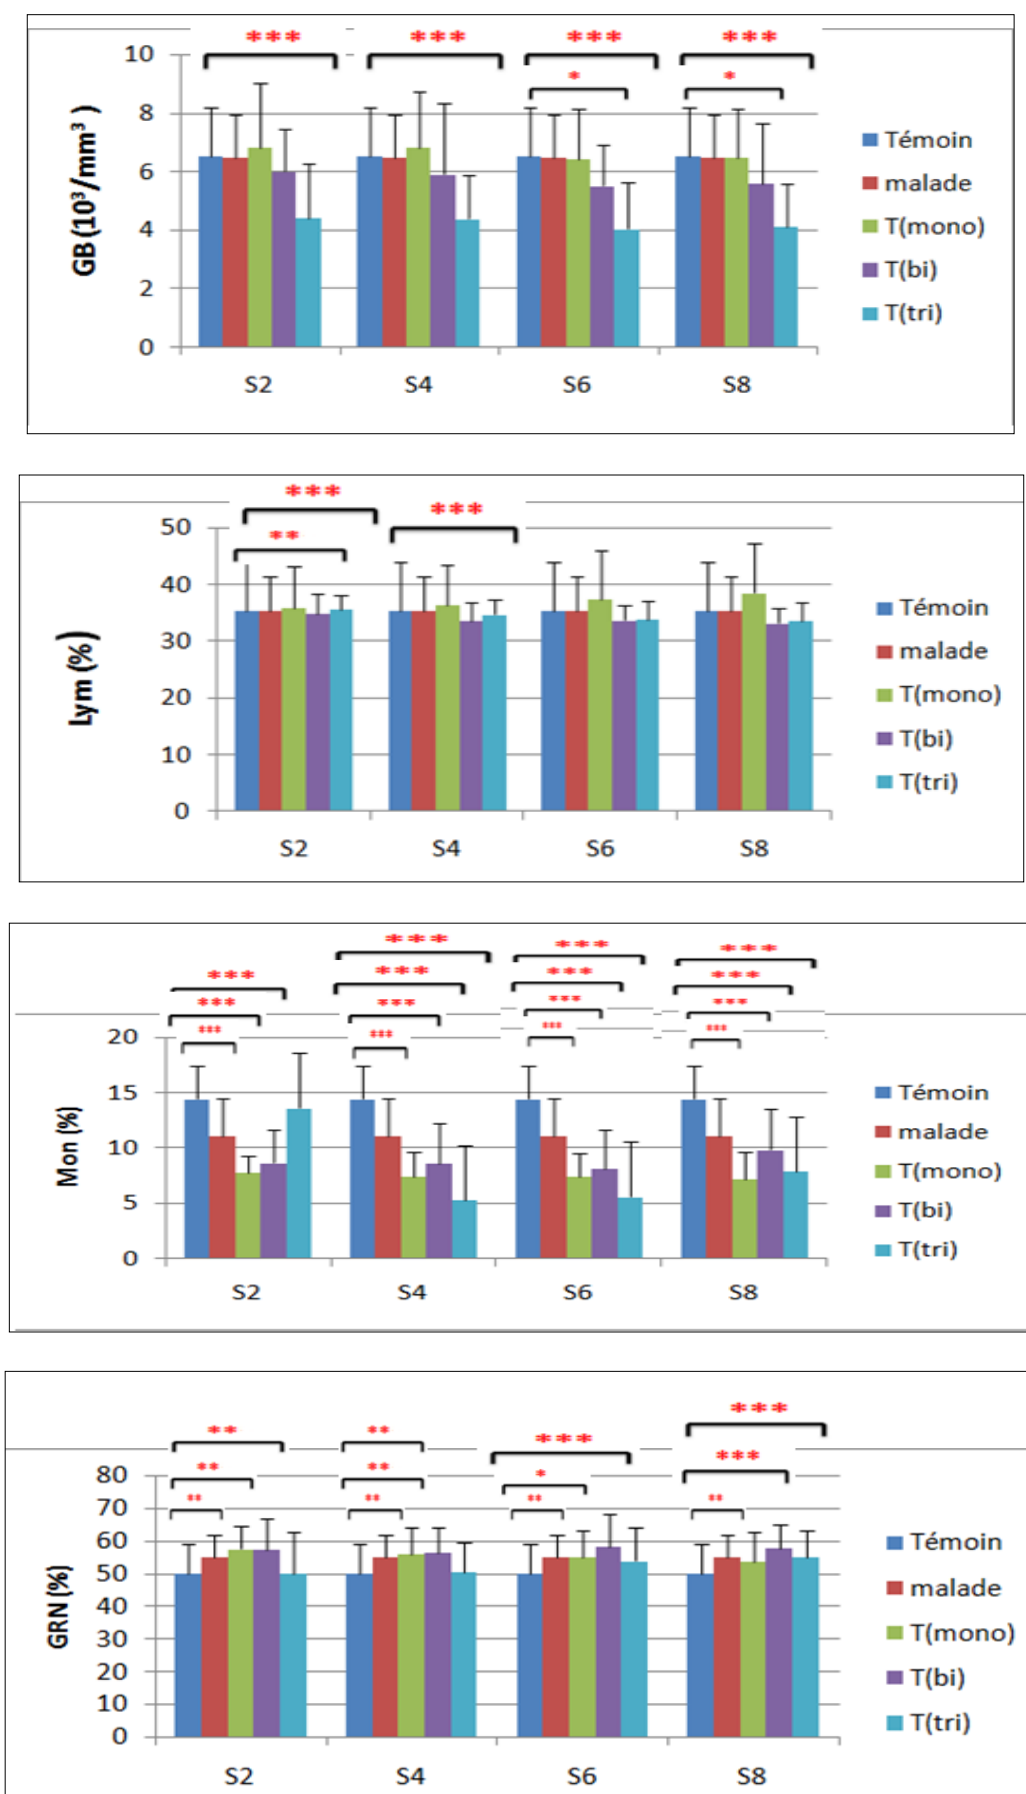 *** *** *** ***
10
* *
8
6
4
2
0
GB (10³/mm³ )
S2 S4 S6 S8
Témoin
malade
T(mono)
T(bi)
T(tri)
***
***
**
50
40
30
20
10
0
Lym (%)
S2 S4 S6 S8
Témoin
malade
T(mono)
T(bi)
T(tri)
*** *** ***
*** *** *** ***
*** *** *** ***
*** *** *** ***
20
15
10
5
0
Mon (%)
S2 S4 S6 S8
Témoin
malade
T(mono)
T(bi)
T(tri)
** ** *** ***
** ** * ***
** ** ** **
80
70
60
50
40
30
20
10
0
GRN (%)
S2 S4 S6 S8
Témoin
malade
T(mono)
T(bi)
T(tri)